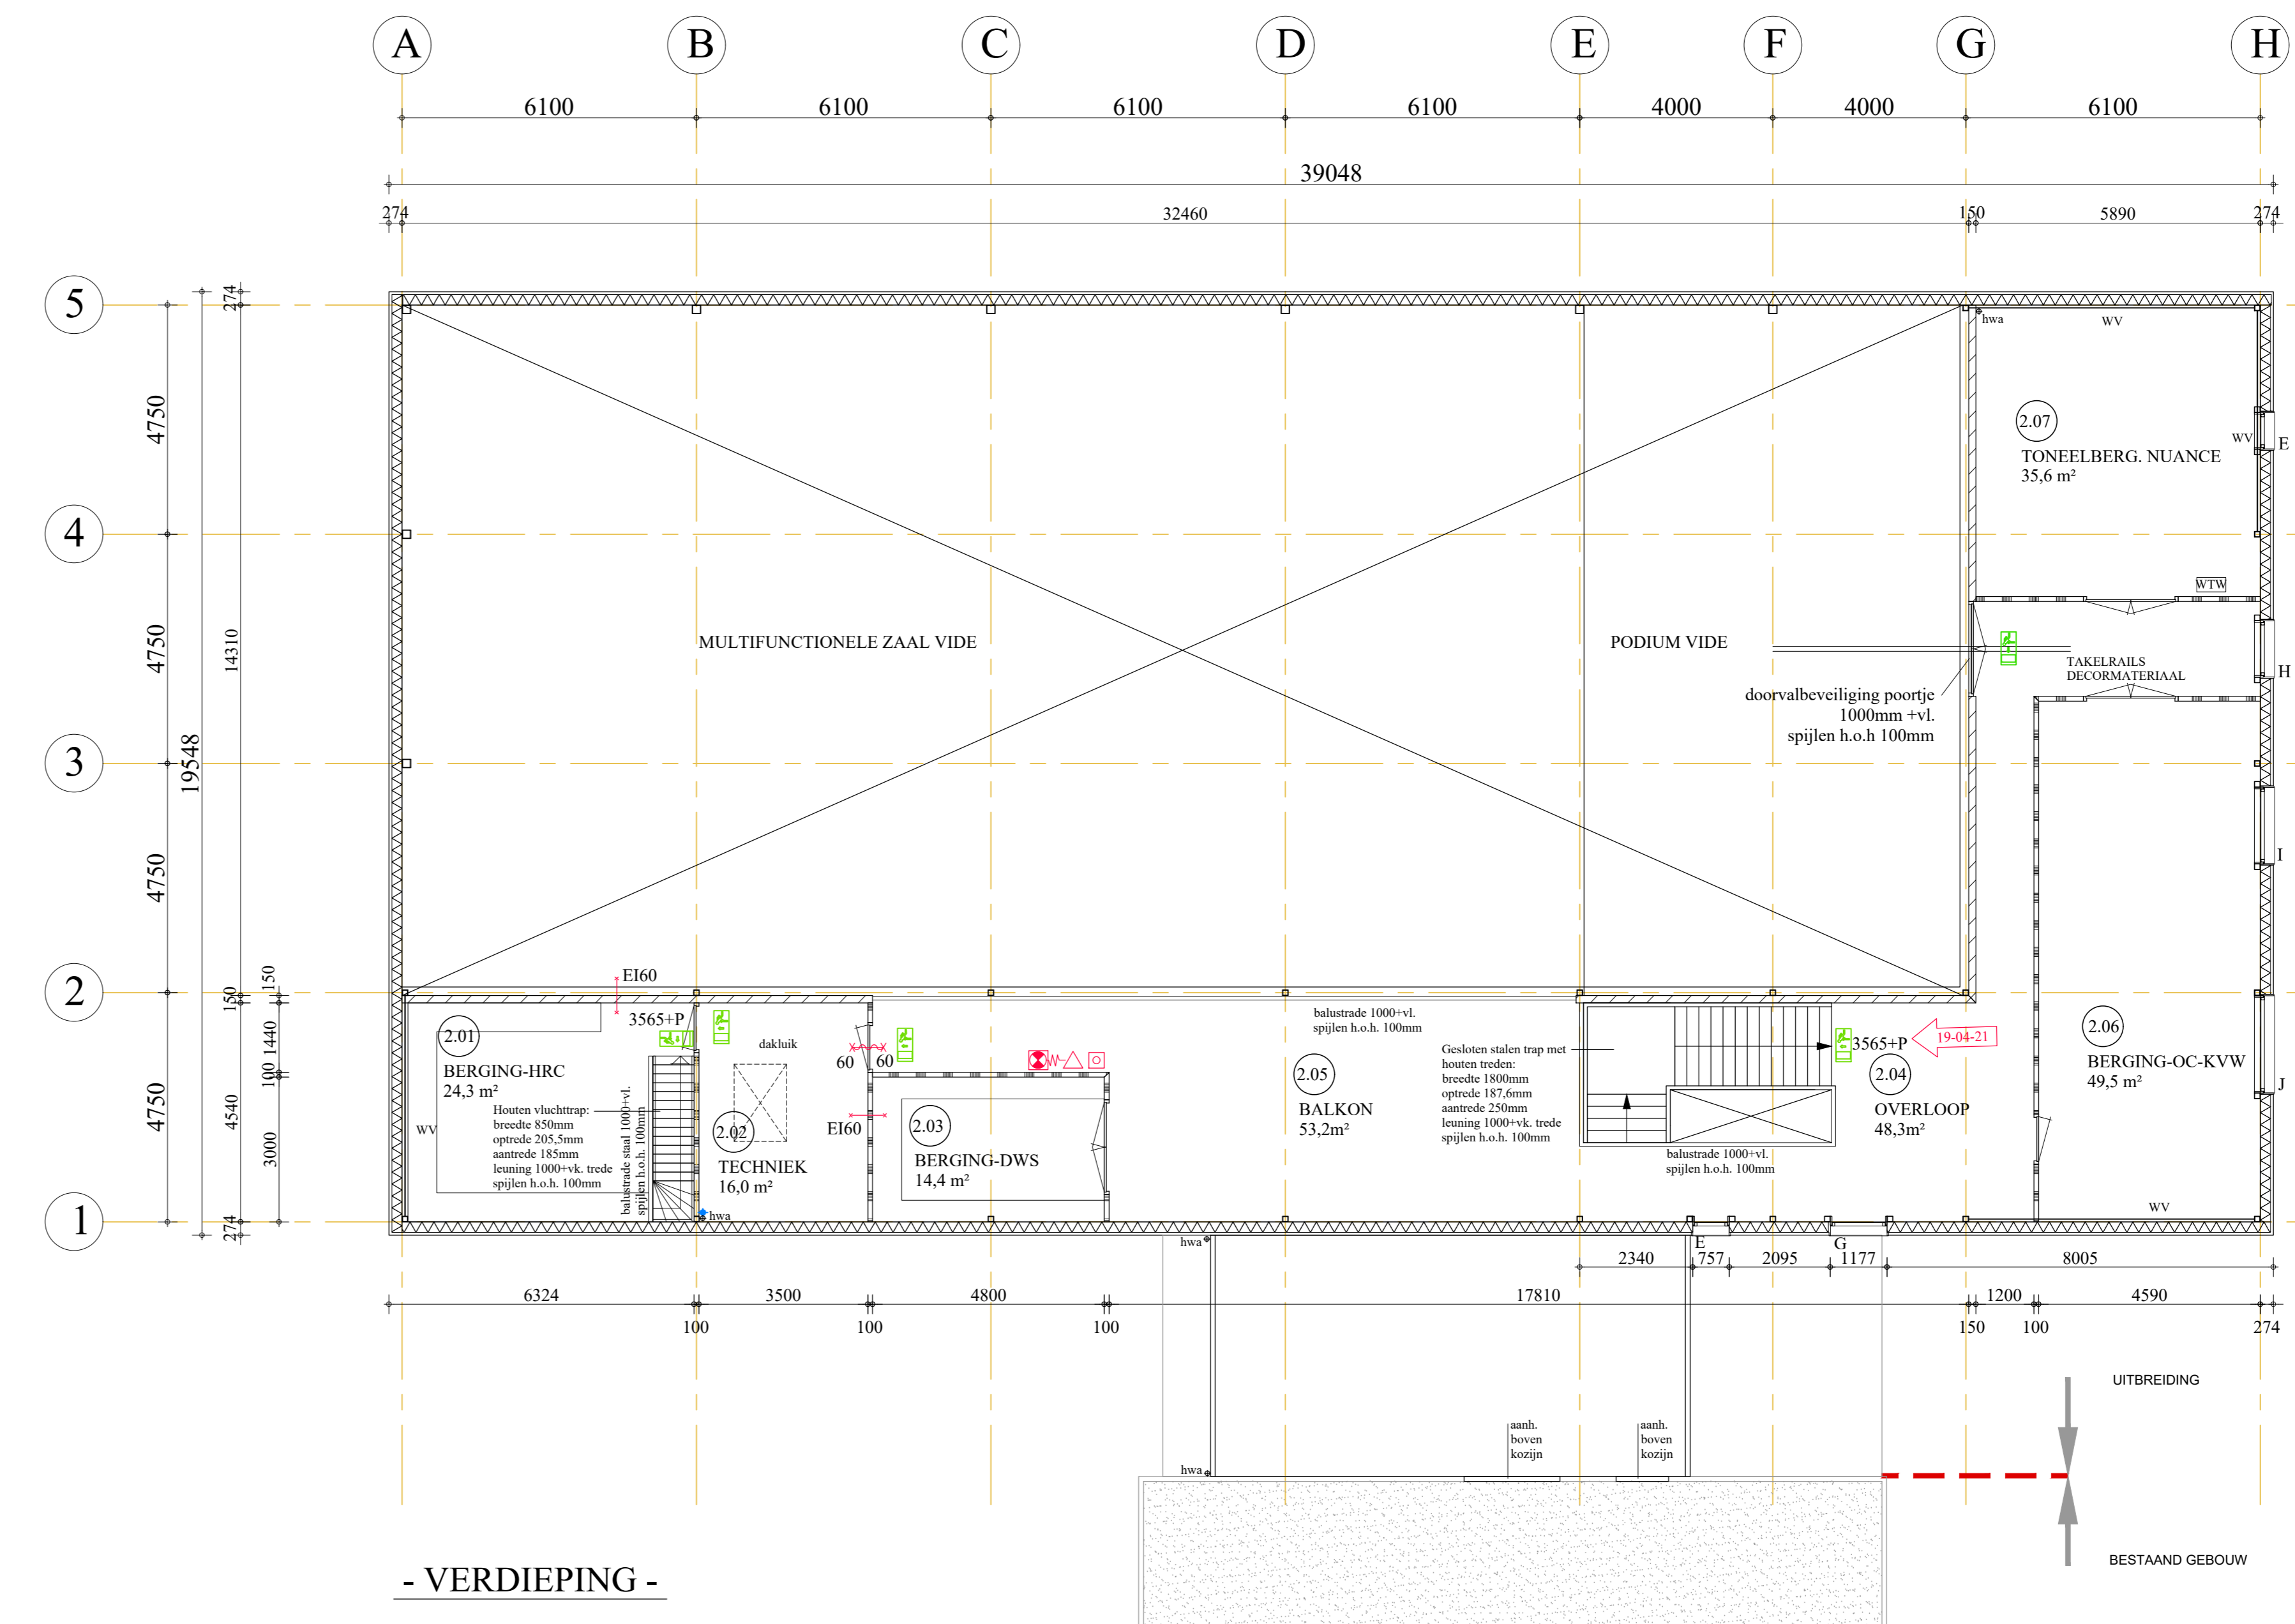 A B C D E F G H
6100 6100 6100 6100 4000 4000 6100
39048
274 32460 150 5890 274
5
4
3
2
1
4750
4750
4750
4750
19548
274
14310
150
4540
274
150
1440
100
3000
hwa
WV
2.07
TONEELBERG. NUANCE
35,6 m²
WV
E
WTW
MULTIFUNCTIONELE ZAAL VIDE
PODIUM VIDE
TAKELRAILS
DECORMATERIAAL
H
doorvalbeveiliging poortje
1000mm +vl.
spijlen h.o.h 100mm
I
EI60
3565+P
2.01
BERGING-HRC
24,3 m²
Houten vluchttrap:
breedte 850mm
optrede 205,5mm
aantrede 185mm
leuning 1000+vk. trede
spijlen h.o.h. 100mm
WV
balustrade staal 1000+vl.
spijlen h.o.h. 100mm
dakluik
2.02
TECHNIEK
16,0 m²
hwa
60 60
EI60
2.03
BERGING-DWS
14,4 m²
balustrade 1000+vl.
spijlen h.o.h. 100mm
2.05
BALKON
53,2m²
Gesloten stalen trap met
houten treden:
breedte 1800mm
optrede 187,6mm
aantrede 250mm
leuning 1000+vk. trede
spijlen h.o.h. 100mm
balustrade 1000+vl.
spijlen h.o.h. 100mm
3565+P
19-04-21
2.04
OVERLOOP
48,3m²
2.06
BERGING-OC-KVW
49,5 m²
J
WV
hwa
E
G
2340 757 2095 1177 8005
6324 3500 4800 17810 1200 4590
100 100 100 150 100 274
UITBREIDING
aanh.
boven
kozijn
aanh.
boven
kozijn
hwa
BESTAAND GEBOUW
- VERDIEPING -